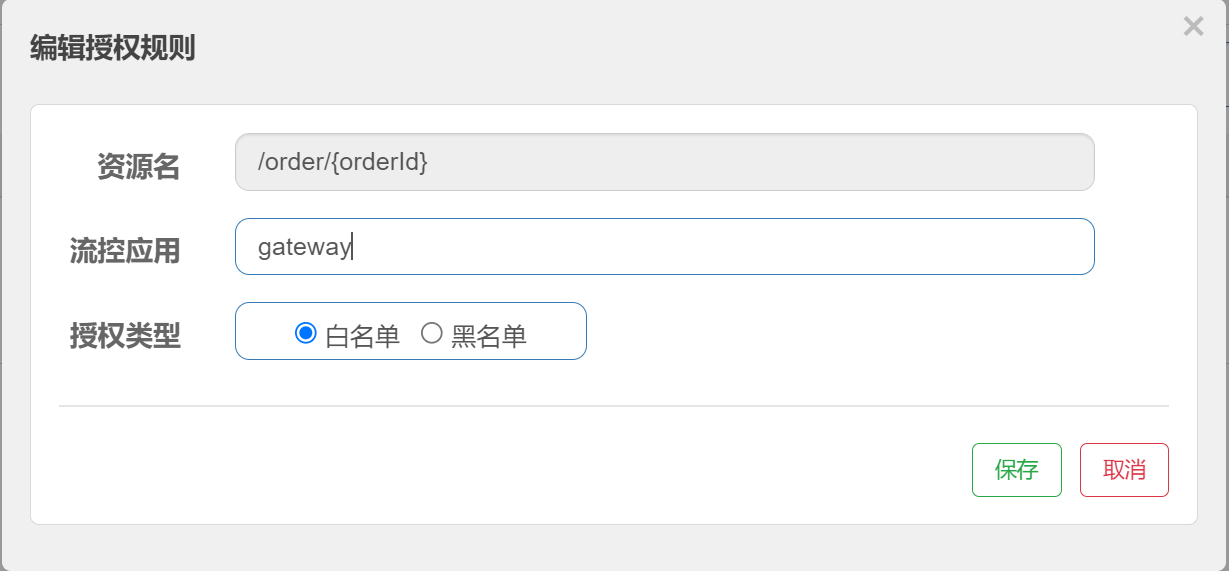 编辑授权规则
×
资源名
/order/{orderId}
流控应用
gateway
授权类型
白名单 黑名单
保存 取消